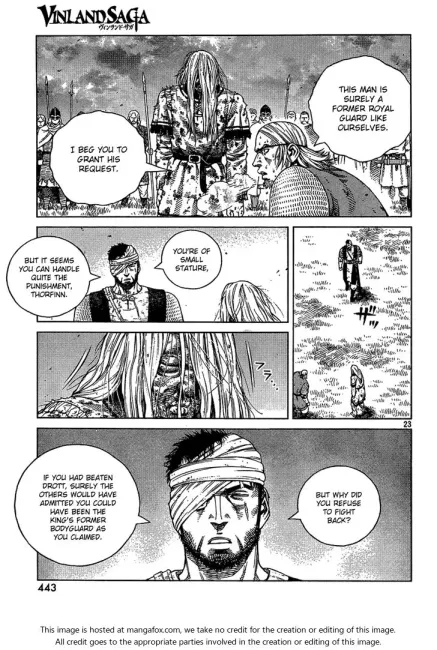 VINLAND SAGA
ヴィンランド・サガ
THIS MAN IS
SURELY A
FORMER ROYAL
GUARD LIKE
OURSELVES.
I BEG YOU TO
GRANT HIS
REQUEST.
YOU'RE OF
SMALL
STATURE,
BUT IT SEEMS
YOU CAN HANDLE
QUITE THE
PUNISHMENT,
THORFINN.
23
IF YOU HAD
BEATEN
DROTT, SURELY THE
OTHERS WOULD HAVE
ADMITTED YOU COULD
HAVE BEEN THE
KING'S FORMER
BODYGUARD AS
YOU CLAIMED.
BUT WHY DID
YOU REFUSE
TO FIGHT
BACK?
443
This image is hosted at mangafox.com, we take no credit for the creation or editing of this image.
All credit goes to the appropriate parties involved in the creation or editing of this image.